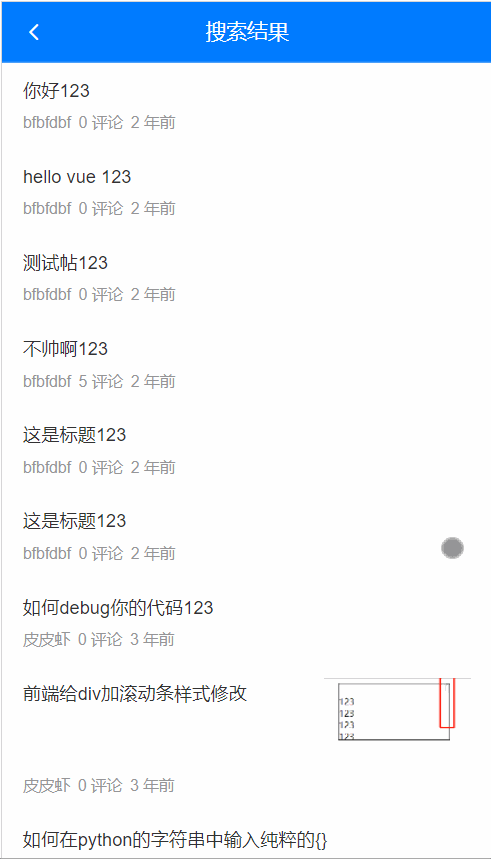 搜索结果
你好123
bfbfdbf 0 评论 2 年前
hello vue 123
bfbfdbf 0 评论 2 年前
测试帖123
bfbfdbf 0 评论 2 年前
不帅啊123
bfbfdbf 5 评论 2 年前
这是标题123
bfbfdbf 0 评论 2 年前
这是标题123
bfbfdbf 0 评论 2 年前
如何debug你的代码123
皮皮虾 0 评论 3 年前
前端给div加滚动条样式修改
123
123
123
123
皮皮虾 0 评论 3 年前
如何在python的字符串中输入纯粹的{}